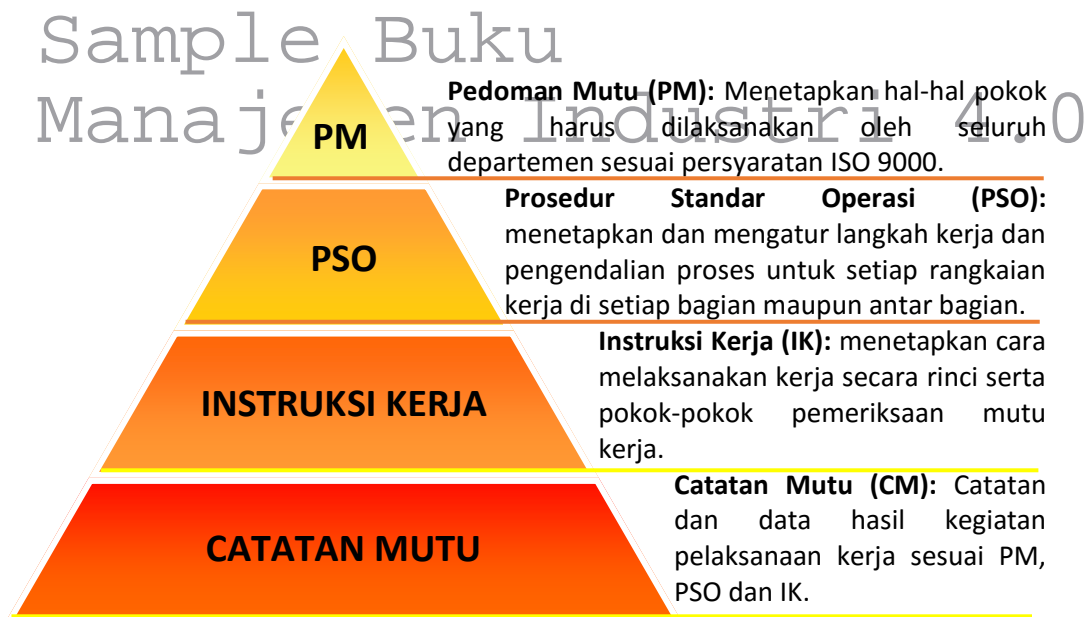 Sample Buku
Manajemen Industri 4.0
PM
Pedoman Mutu (PM): Menetapkan hal-hal pokok
yang harus dilaksanakan oleh seluruh
departemen sesuai persyaratan ISO 9000.
PSO
Prosedur Standar Operasi (PSO):
menetapkan dan mengatur langkah kerja dan
pengendalian proses untuk setiap rangkaian
kerja di setiap bagian maupun antar bagian.
INSTRUKSI KERJA
Instruksi Kerja (IK): menetapkan cara
melaksanakan kerja secara rinci serta
pokok-pokok pemeriksaan mutu
kerja.
CATATAN MUTU
Catatan Mutu (CM): Catatan
dan data hasil kegiatan
pelaksanaan kerja sesuai PM,
PSO dan IK.